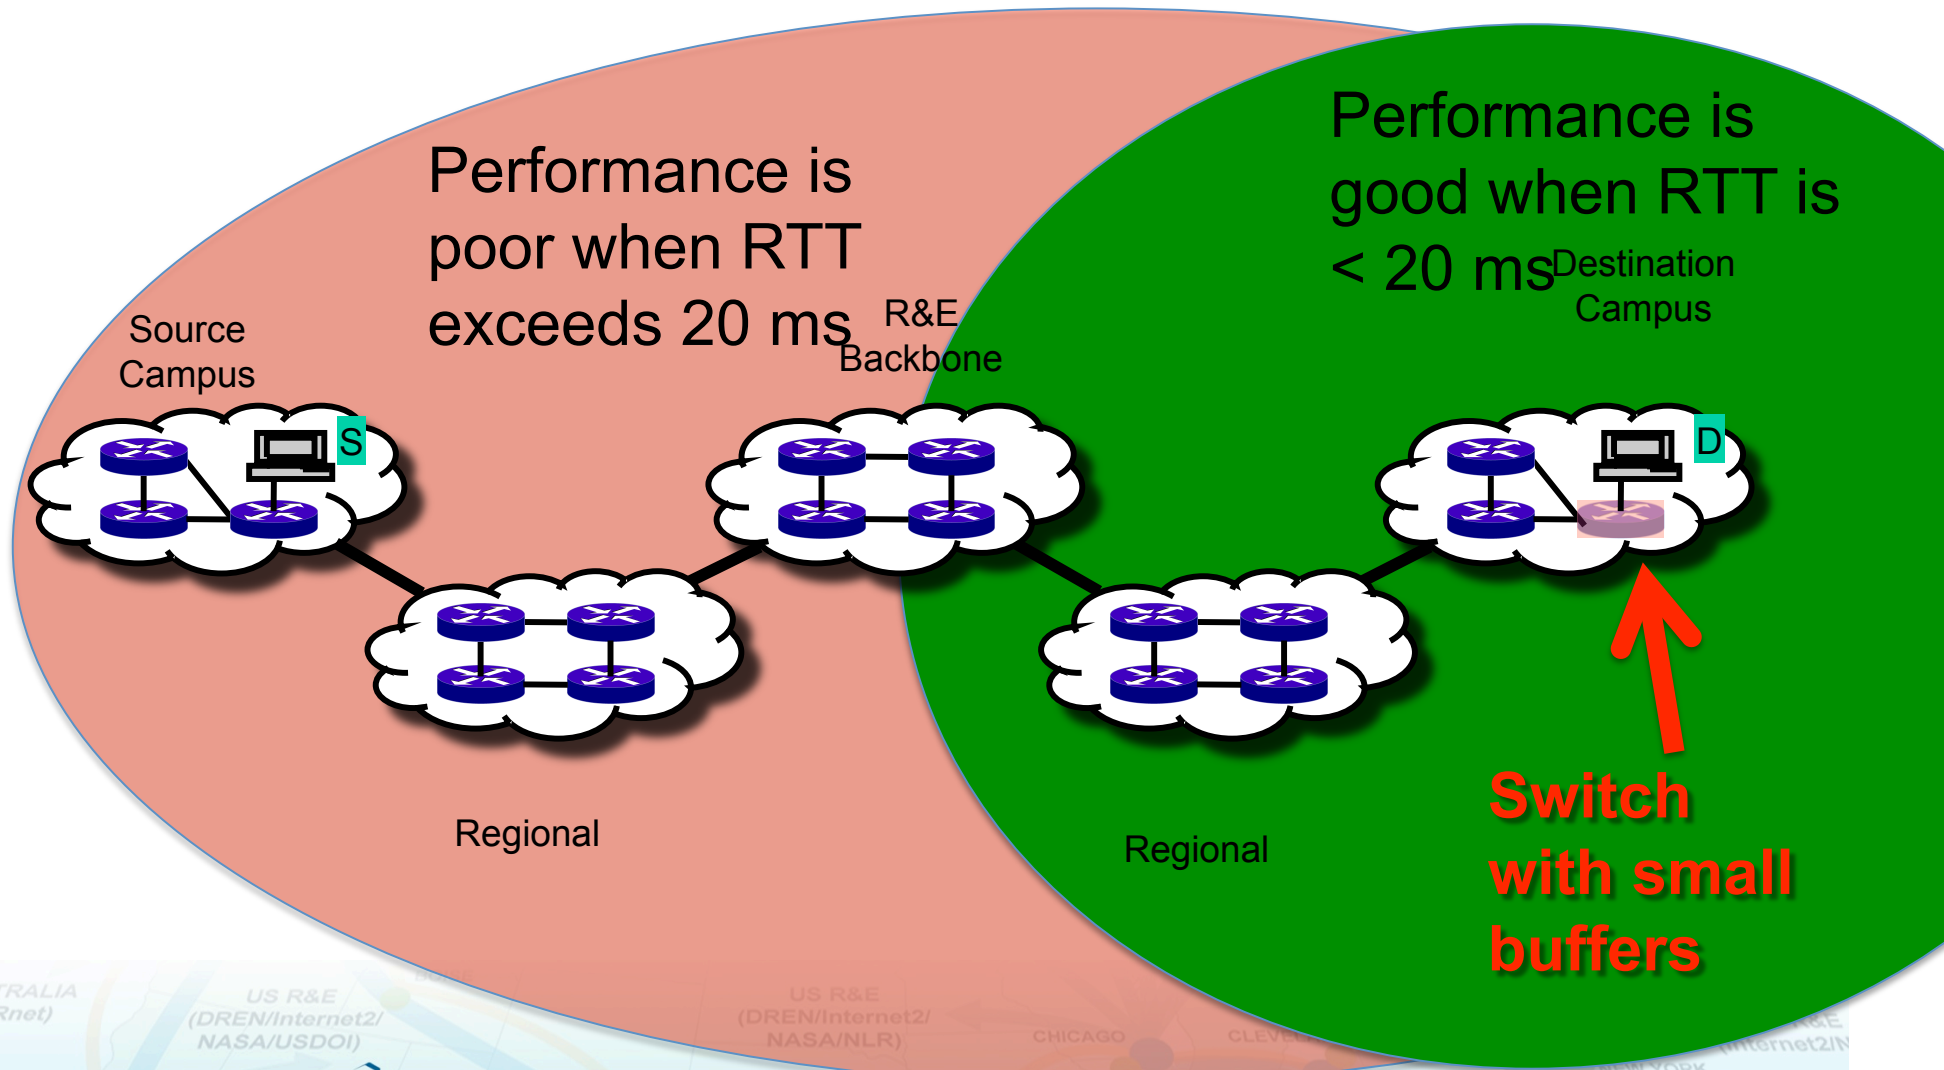 Performance is
poor when RTT
exceeds 20 ms
Performance is
good when RTT is
< 20 ms
Source
Campus
R&E
Backbone
Destination
Campus
S
D
Regional
Regional
Switch
with small
buffers
US R&E
(DREN/Internet2/
NASA/USDOI)
US R&E
(DREN/Internet2/
NASA/NLR)
CHICAGO